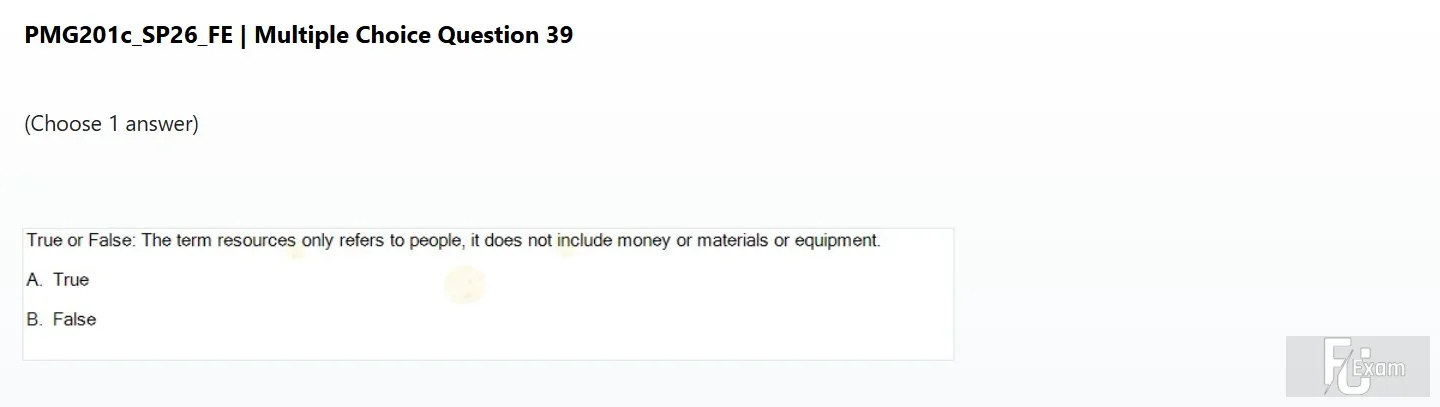 PMG201c_SP26_FE | Multiple Choice Question 39
(Choose 1 answer)
True or False: The term resources only refers to people, it does not include money or materials or equipment.
A. True
B. False
FU Exam